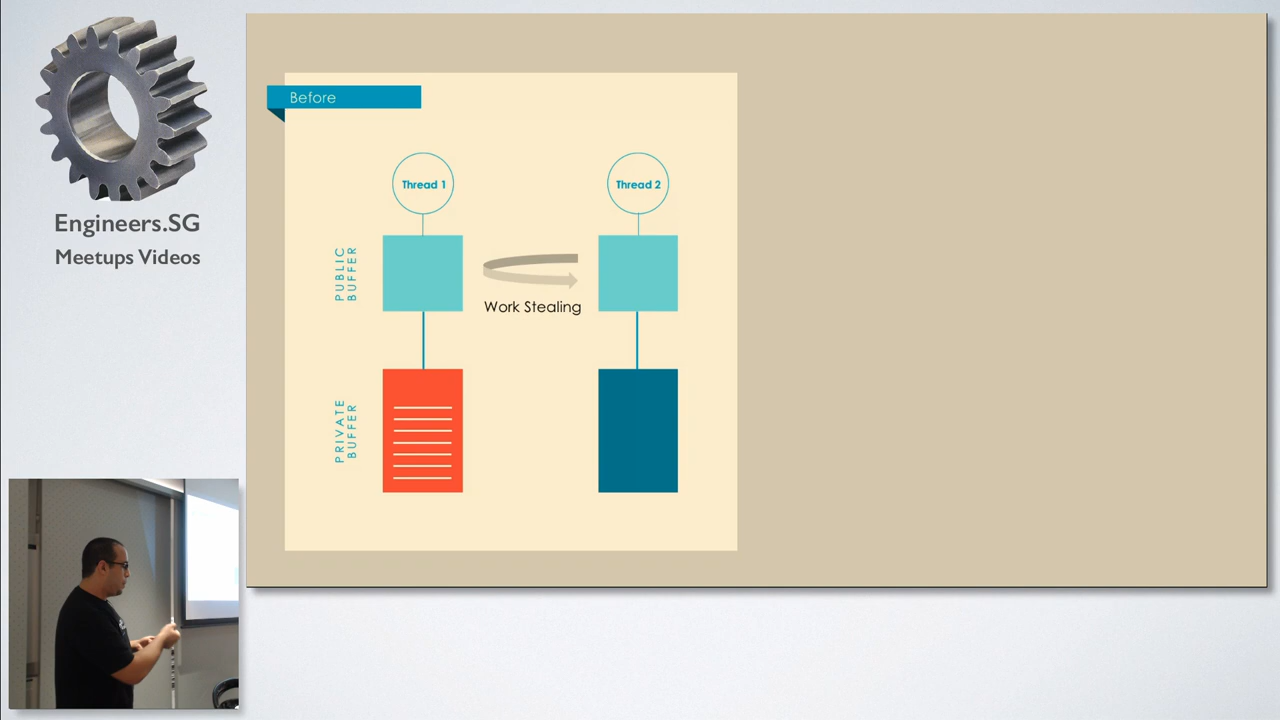 Engineers.SG
Meetups Videos
Before
Thread 1
Thread 2
PUBLIC
BUFFER
Work Stealing
PRIVATE
BUFFER